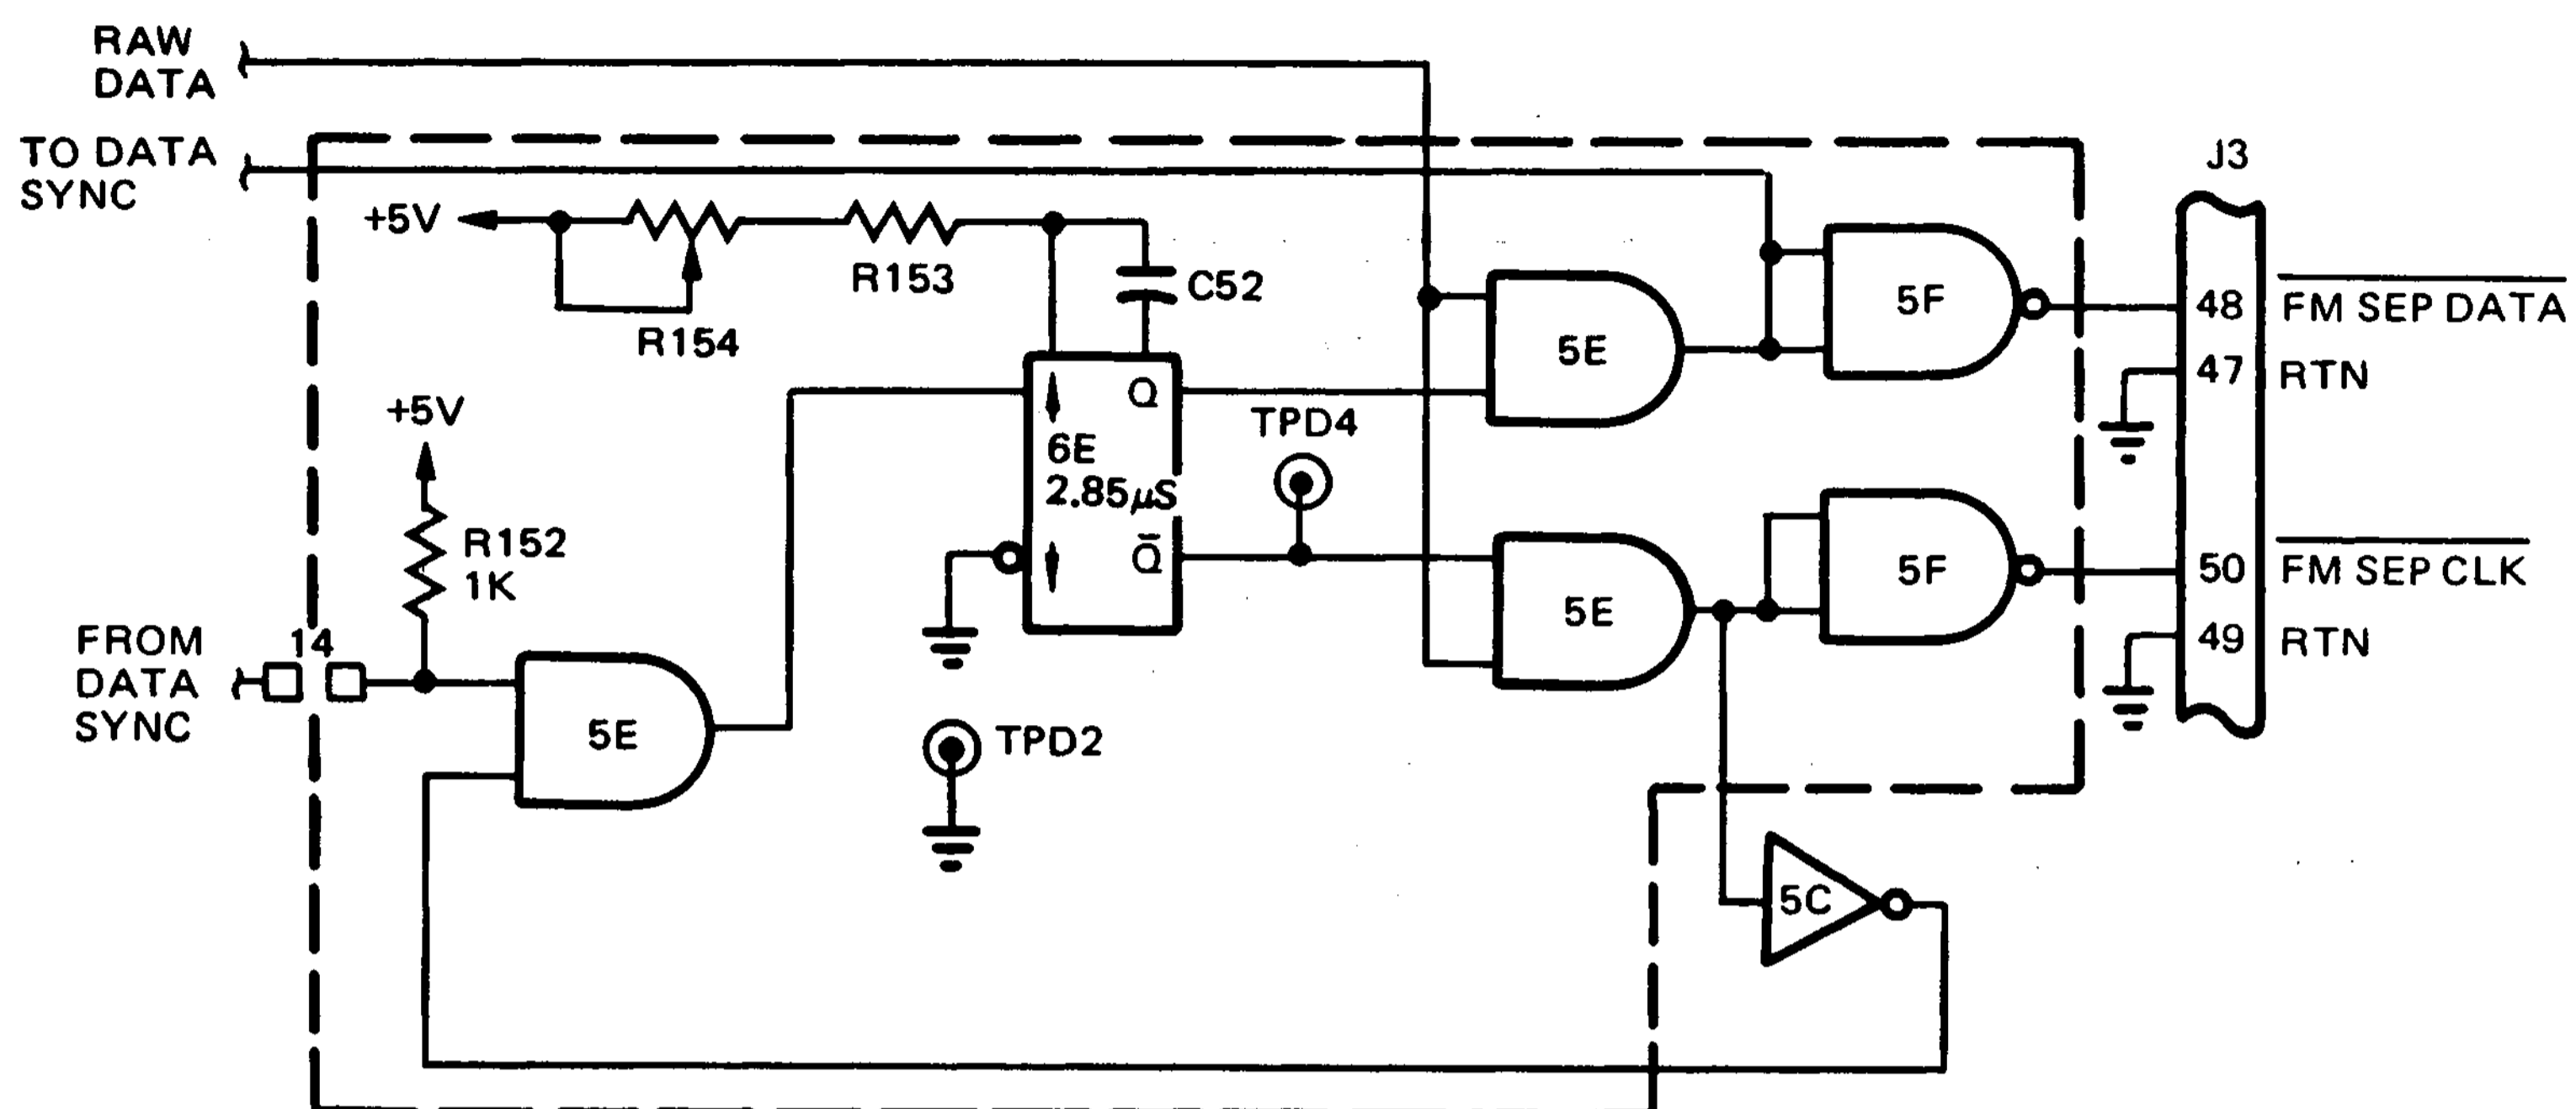 RAW
DATA
TO DATA
SYNC
J3
+5V
R153
C52
R154
5E
5F
48
FM SEP DATA
47
RTN
+5V
Q
TPD4
6E
2.85µS
R152
1K
Q̄
5E
5F
50
FM SEP CLK
49
RTN
FROM
DATA
SYNC
14
5E
TPD2
5C